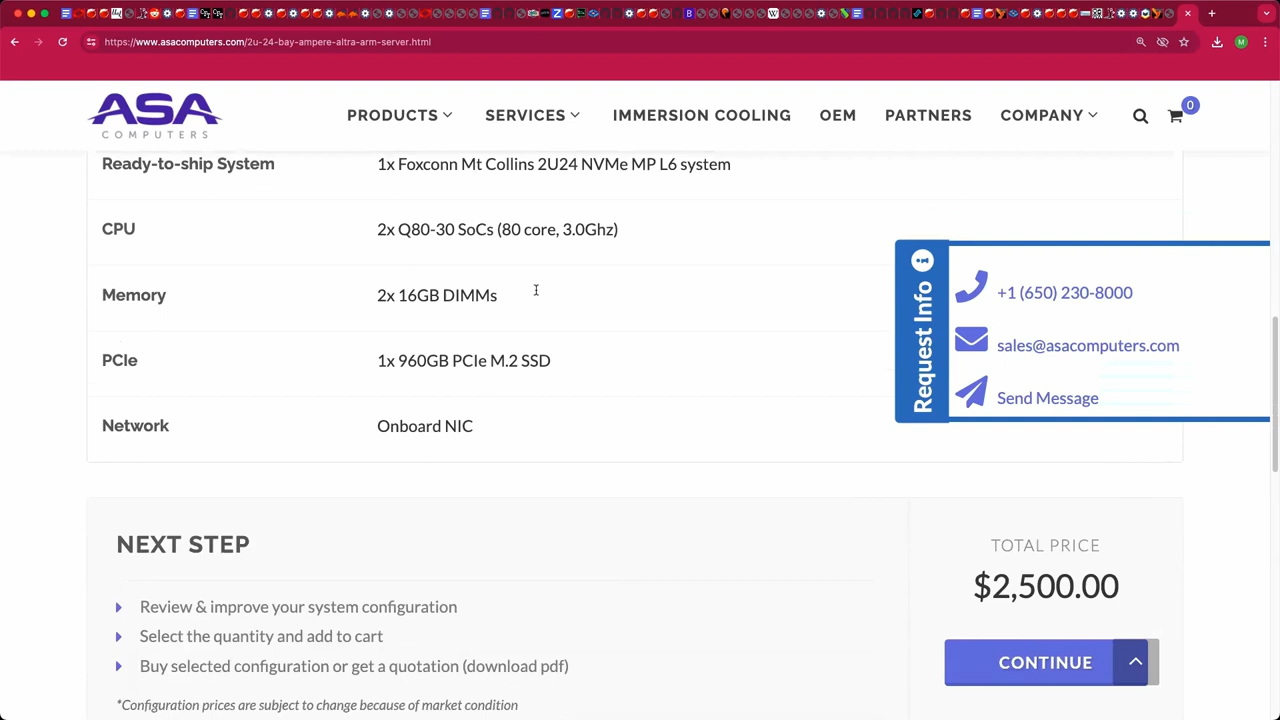 https://www.asacomputers.com/2u-24-bay-ampere-altra-arm-server.html
M
ASA
COMPUTERS
PRODUCTS
SERVICES
IMMERSION COOLING
OEM
PARTNERS
COMPANY
0
Ready-to-ship System
1x Foxconn Mt Collins 2U24 NVMe MP L6 system
CPU
2x Q80-30 SoCs (80 core, 3.0Ghz)
Memory
2x 16GB DIMMs
PCIe
1x 960GB PCIe M.2 SSD
Network
Onboard NIC
Request Info
+1 (650) 230-8000
sales@asacomputers.com
Send Message
NEXT STEP
Review & improve your system configuration
Select the quantity and add to cart
Buy selected configuration or get a quotation (download pdf)
*Configuration prices are subject to change because of market condition
TOTAL PRICE
$2,500.00
CONTINUE